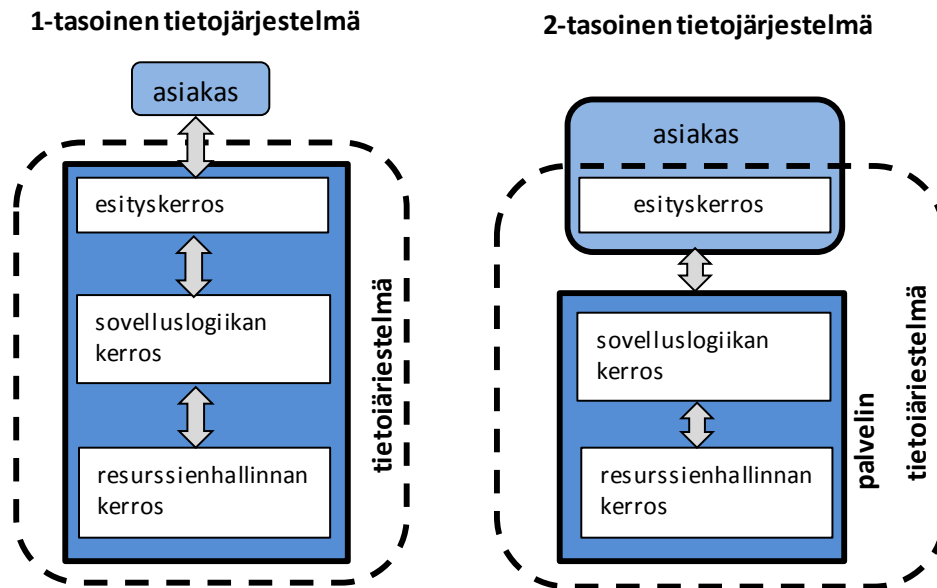 1-tasoinen tietojärjestelmä
asiakas
esityskerros
sovelluslogiikan
kerros
resurssienhallinnan
kerros
tietojärjestelmä
2-tasoinen tietojärjestelmä
asiakas
esityskerros
sovelluslogiikan
kerros
resurssienhallinnan
kerros
palvelin
tietojärjestelmä